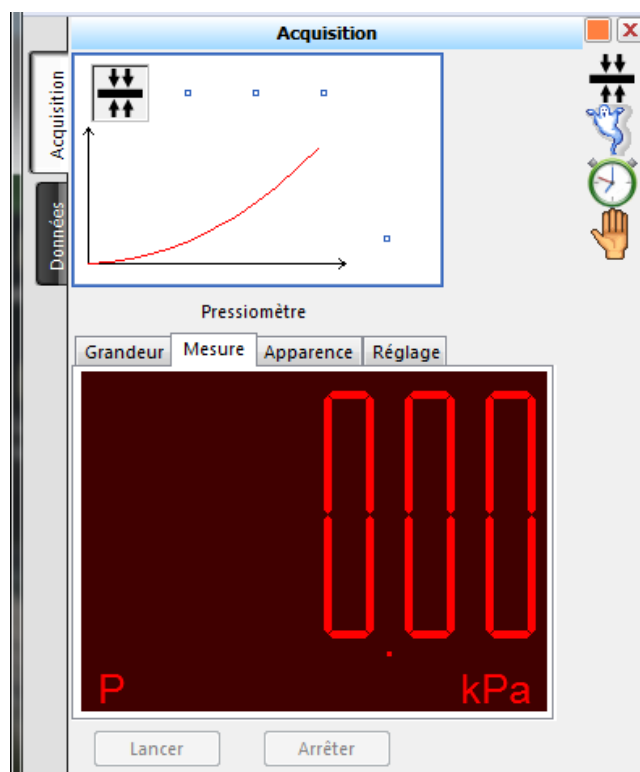 Acquisition
Acquisition
Données
Pressiomètre
Grandeur Mesure Apparence Réglage
0.00
P kPa
Lancer Arrêter